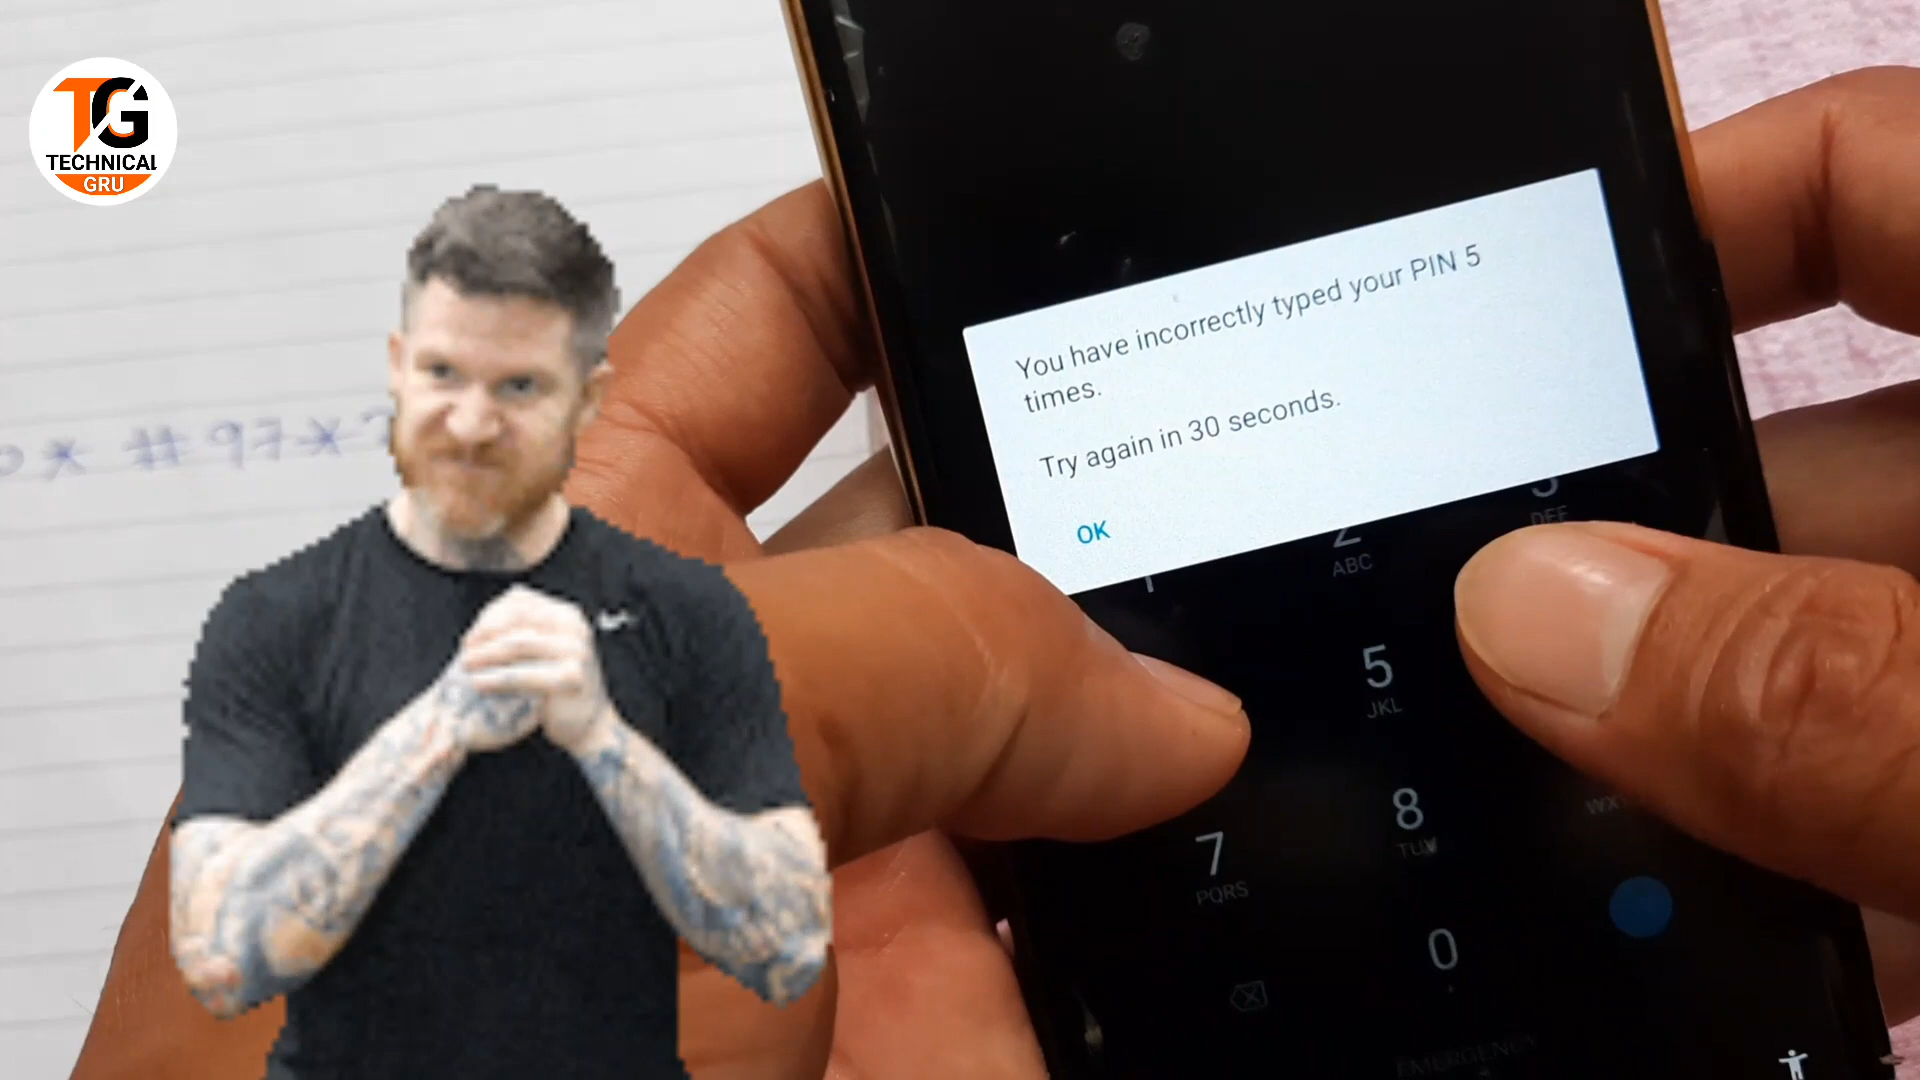 TG
TECHNICAL
GRU
* #97*
You have incorrectly typed your PIN 5
times.
Try again in 30 seconds.
OK
ABC
DEF
5
JKL
7
PQRS
8
TUV
0
EMERGENCY